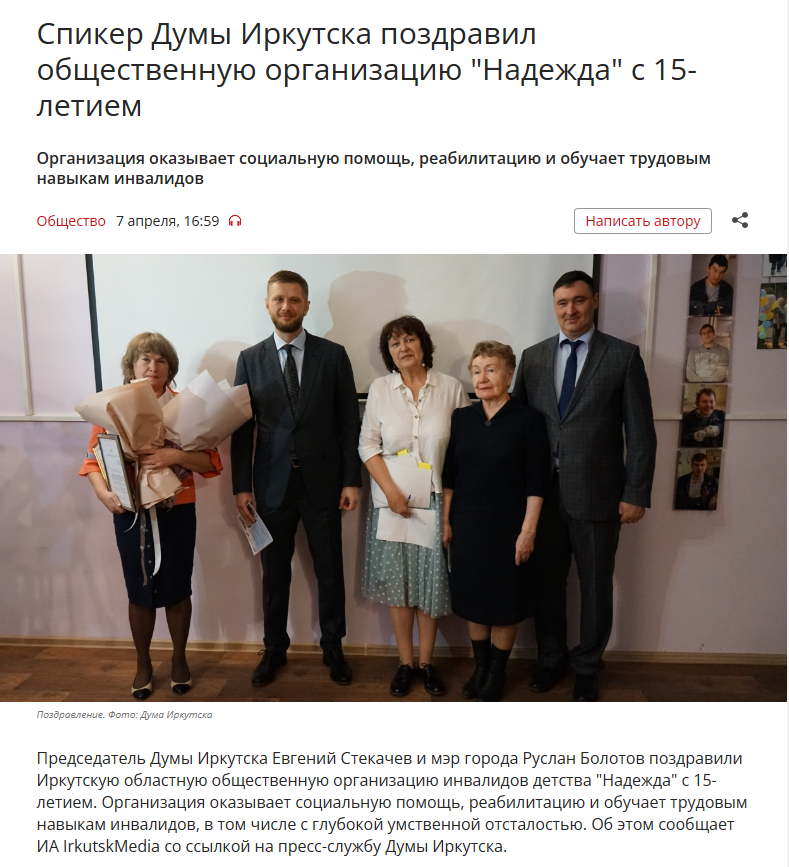 Спикер Думы Иркутска поздравил
общественную организацию "Надежда" с 15-
летием
Организация оказывает социальную помощь, реабилитацию и обучает трудовым
навыкам инвалидов
Общество 7 апреля, 16:59
Написать автору
Поздравление. Фото: Дума Иркутска
Председатель Думы Иркутска Евгений Стекачев и мэр города Руслан Болотов поздравили
Иркутскую областную общественную организацию инвалидов детства "Надежда" с 15-
летием. Организация оказывает социальную помощь, реабилитацию и обучает трудовым
навыкам инвалидов, в том числе с глубокой умственной отсталостью. Об этом сообщает
ИА IrkutskMedia со ссылкой на пресс-службу Думы Иркутска.